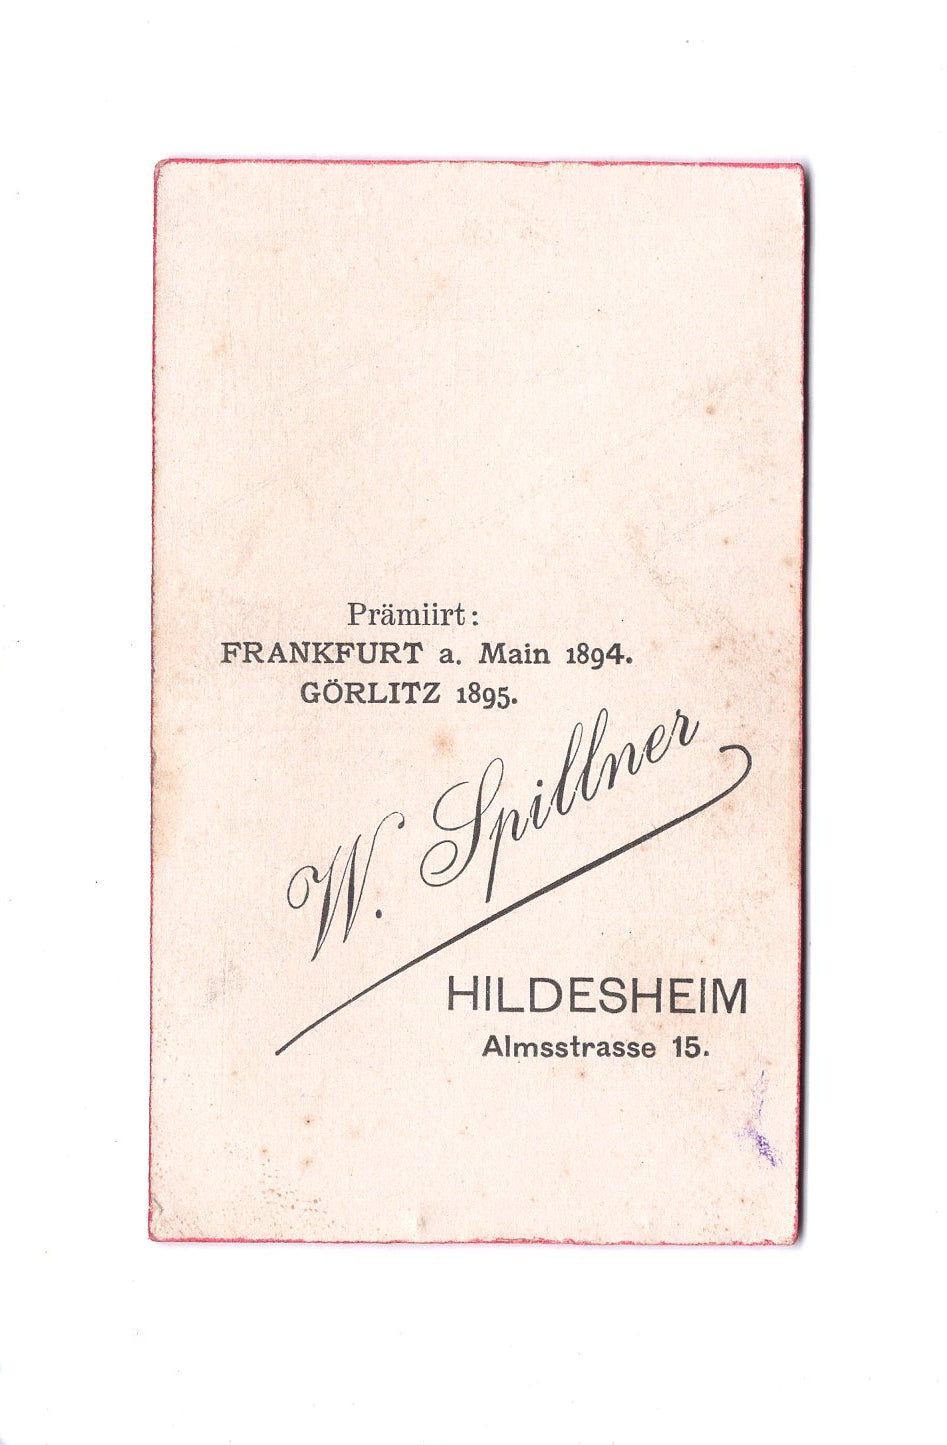 Prämiirt:
FRANKFURT a. Main 1894.
GÖRLITZ 1895.
W. Spillner
HILDESHEIM
Almsstrasse 15.